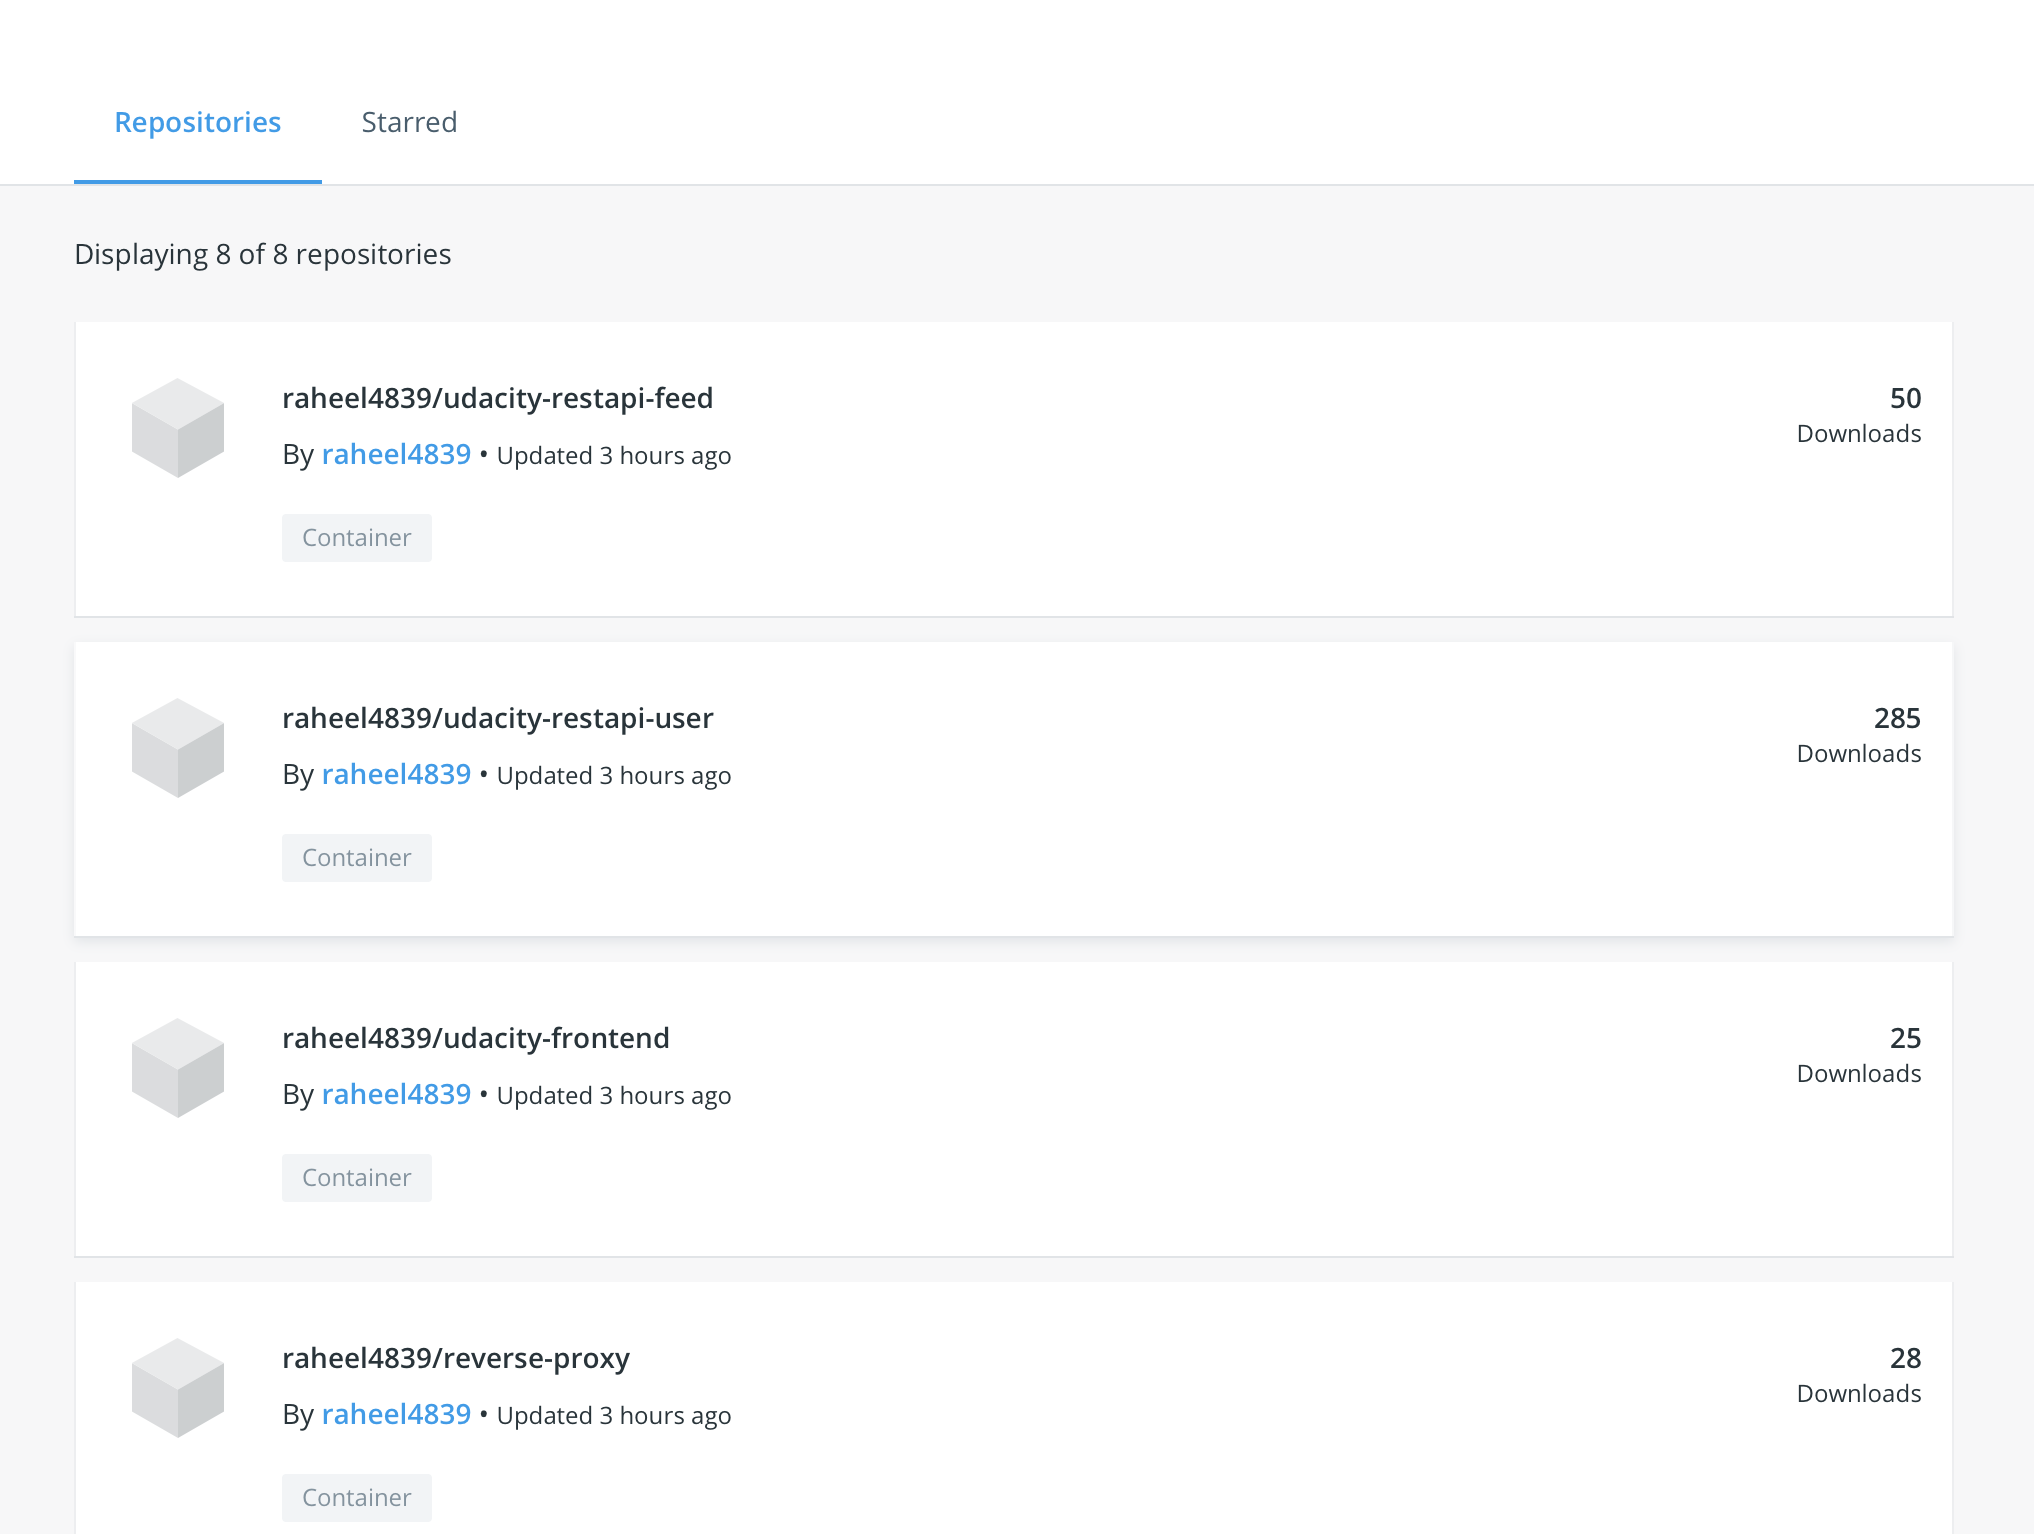 Repositories
Starred
Displaying 8 of 8 repositories
raheel4839/udacity-restapi-feed
50
By raheel4839 • Updated 3 hours ago
Downloads
Container
raheel4839/udacity-restapi-user
285
By raheel4839 • Updated 3 hours ago
Downloads
Container
raheel4839/udacity-frontend
25
By raheel4839 • Updated 3 hours ago
Downloads
Container
raheel4839/reverse-proxy
28
By raheel4839 • Updated 3 hours ago
Downloads
Container